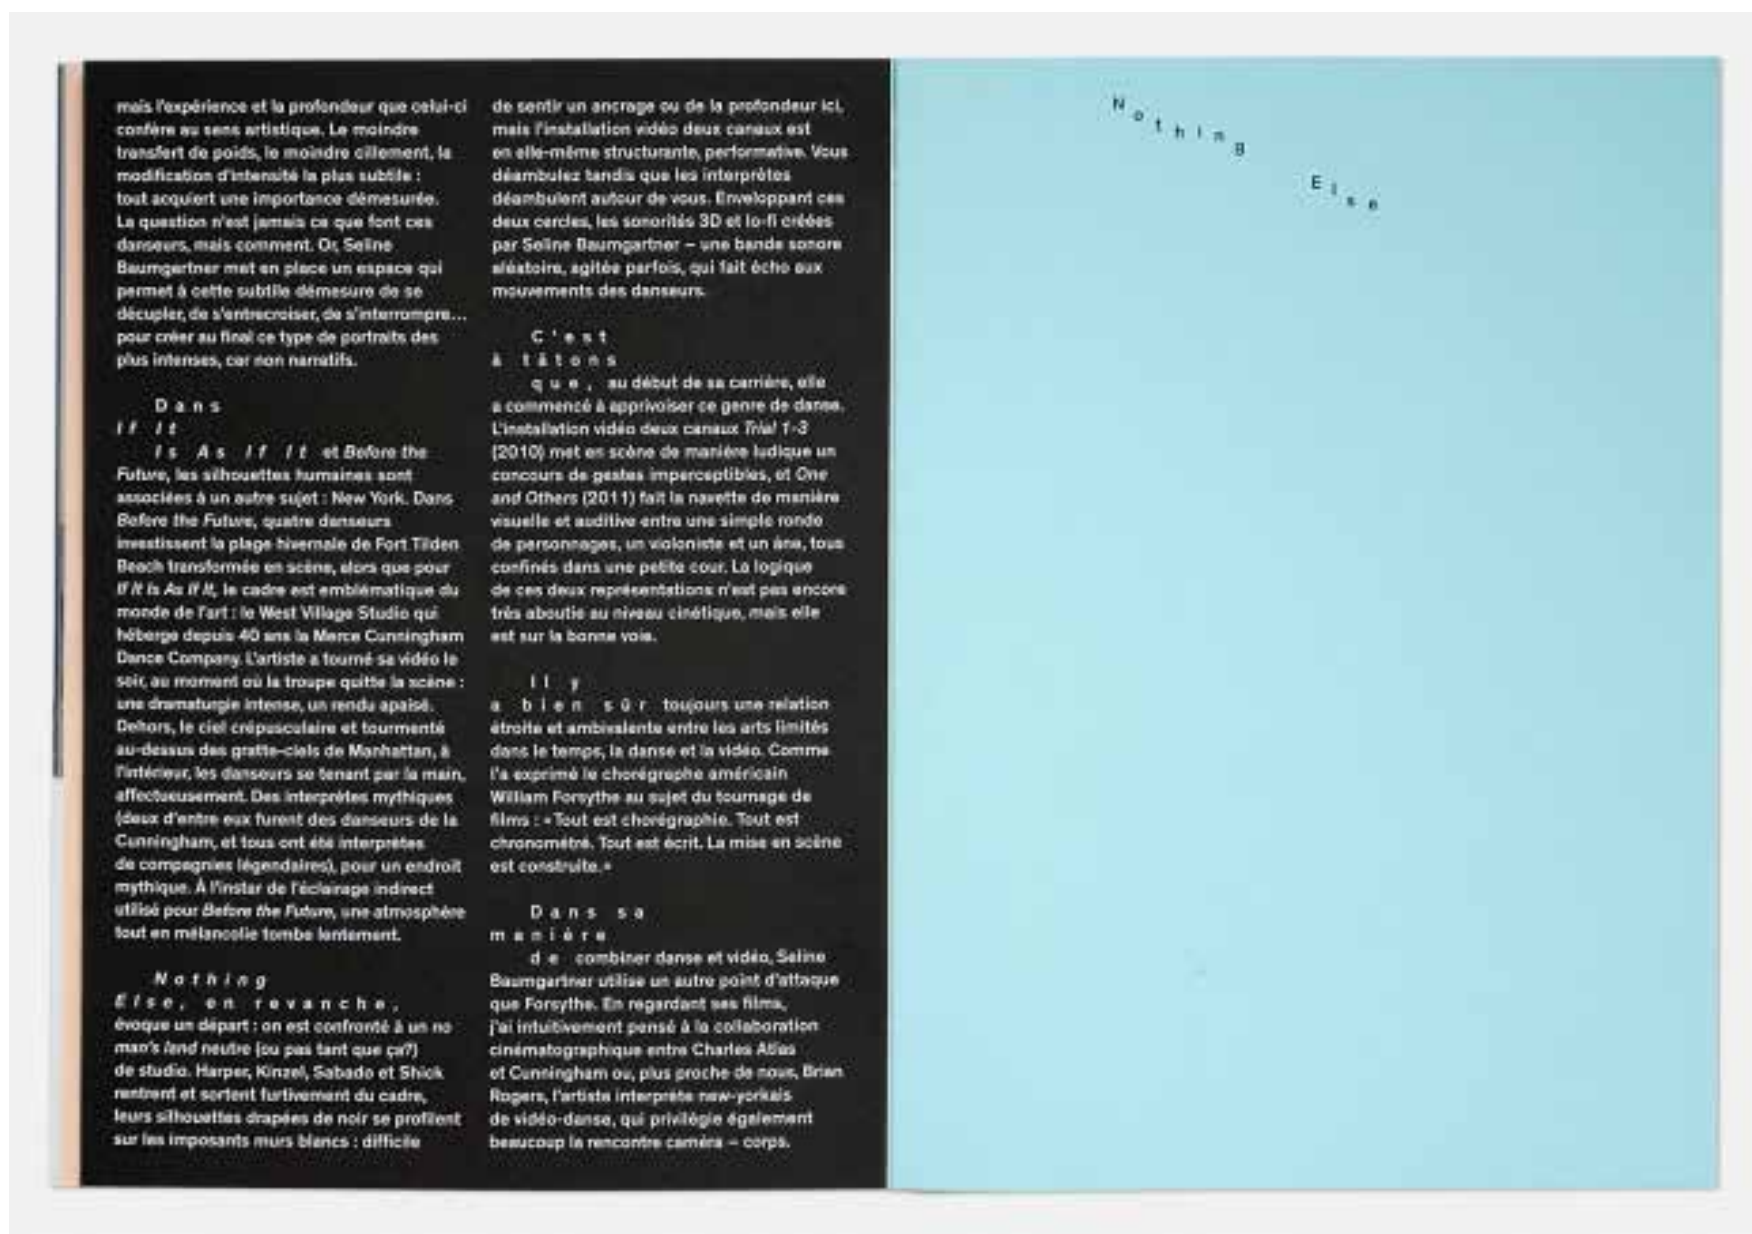 mais l'expérience et la profondeur que celui-ci
confère au sens artistique. Le moindre
transfert de poids, le moindre cillement, la
modification d'intensité la plus subtile :
tout acquiert une importance démesurée.
La question n'est jamais ce que font ces
danseurs, mais comment. Or, Seline
Baumgartner met en place un espace qui
permet à cette subtile démesure de se
décupler, de s'entrecroiser, de s'interrompre...
pour créer au final ce type de portraits des
plus intenses, car non narratifs.
Dans
If It
Is As If It et Before the
Future, les silhouettes humaines sont
associées à un autre sujet : New York. Dans
Before the Future, quatre danseurs
investissent la plage hivernale de Fort Tilden
Beach transformée en scène, alors que pour
If It Is As If It, le cadre est emblématique du
monde de l'art : le West Village Studio qui
héberge depuis 40 ans la Merce Cunningham
Dance Company. L'artiste a tourné sa vidéo le
soir, au moment où la troupe quitte la scène :
une dramaturgie intense, un rendu apaisé.
Dehors, le ciel crépusculaire et tourmenté
au-dessus des gratte-ciels de Manhattan, à
l'intérieur, les danseurs se tenant par la main,
affectueusement. Des interprètes mythiques
(deux d'entre eux furent des danseurs de la
Cunningham, et tous ont été interprètes
de compagnies légendaires), pour un endroit
mythique. À l'instar de l'éclairage indirect
utilisé pour Before the Future, une atmosphère
tout en mélancolie tombe lentement.
Nothing
Else, en revanche,
évoque un départ : on est confronté à un no
man's land neutre (ou pas tant que ça?)
de studio. Harper, Kinzel, Sabado et Shick
rentrent et sortent furtivement du cadre,
leurs silhouettes drapées de noir se profilent
sur les imposants murs blancs : difficile
de sentir un ancrage ou de la profondeur ici,
mais l'installation vidéo deux canaux est
en elle-même structurante, performative. Vous
déambulez tandis que les interprètes
déambulent autour de vous. Enveloppant ces
deux cercles, les sonorités 3D et lo-fi créées
par Seline Baumgartner – une bande sonore
aléatoire, agitée parfois, qui fait écho aux
mouvements des danseurs.
C'est
à tâtons
que, au début de sa carrière, elle
a commencé à apprivoiser ce genre de danse.
L'installation vidéo deux canaux Trial 1-3
(2010) met en scène de manière ludique un
concours de gestes imperceptibles, et One
and Others (2011) fait la navette de manière
visuelle et auditive entre une simple ronde
de personnages, un violoniste et un âne, tous
confinés dans une petite cour. La logique
de ces deux représentations n'est pas encore
très aboutie au niveau cinétique, mais elle
est sur la bonne voie.
Il y
a bien sûr toujours une relation
étroite et ambivalente entre les arts limités
dans le temps, la danse et la vidéo. Comme
l'a exprimé le chorégraphe américain
William Forsythe au sujet du tournage de
films : «Tout est chorégraphie. Tout est
chronométré. Tout est écrit. La mise en scène
est construite.»
Dans sa
manière
de combiner danse et vidéo, Seline
Baumgartner utilise un autre point d'attaque
que Forsythe. En regardant ses films,
j'ai intuitivement pensé à la collaboration
cinématographique entre Charles Atlas
et Cunningham ou, plus proche de nous, Brian
Rogers, l'artiste interprète new-yorkais
de vidéo-danse, qui privilégie également
beaucoup la rencontre caméra – corps.
Nothing
Else